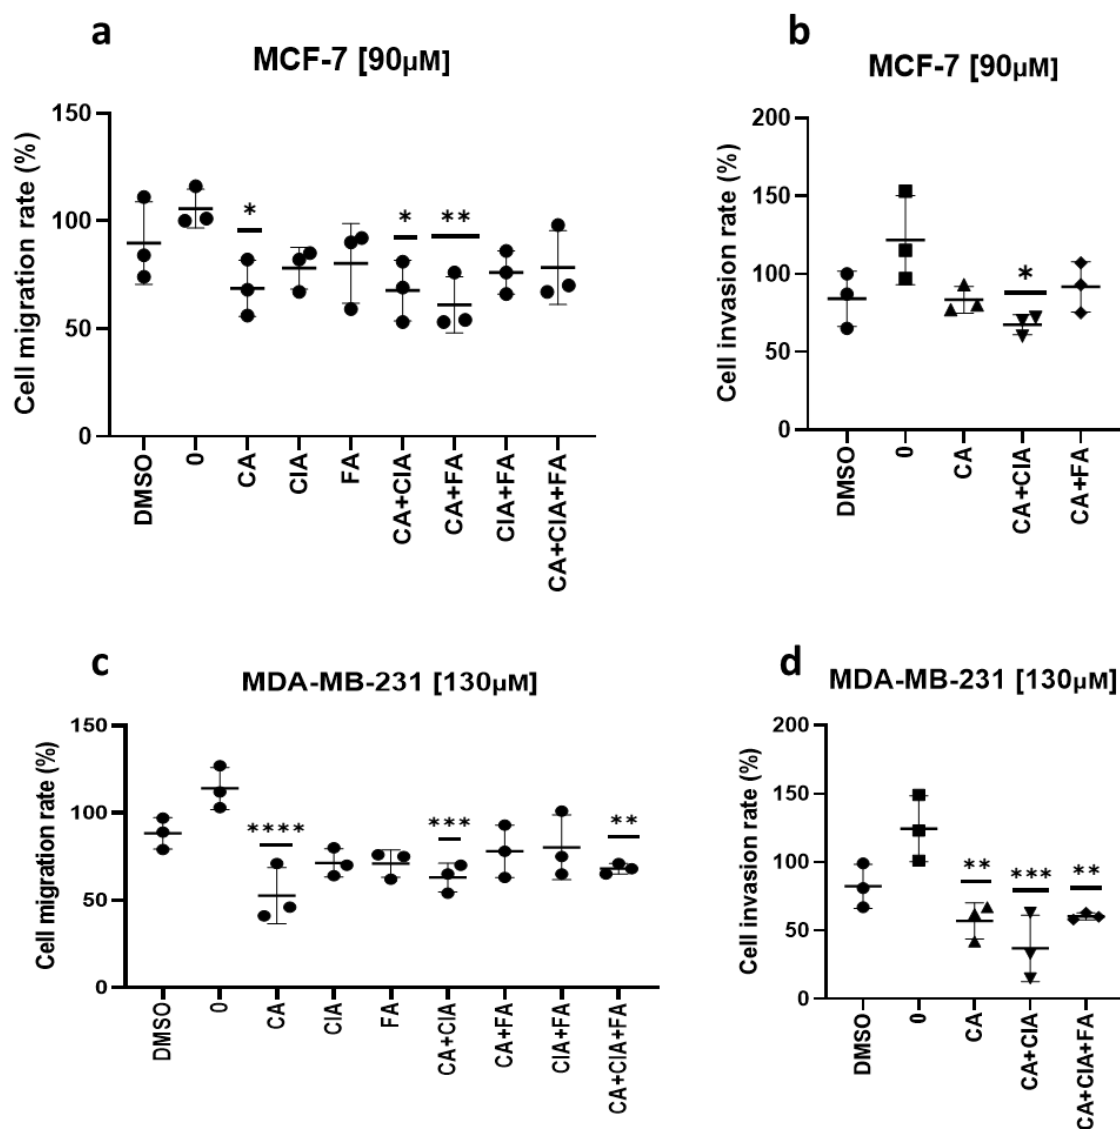 a
MCF-7 [90µM]
Cell migration rate (%)
150
100
50
0
*
*
**
DMSO
0
CA
CIA
FA
CA+CIA
CA+FA
CIA+FA
CA+CIA+FA
b
MCF-7 [90µM]
Cell invasion rate (%)
200
150
100
50
0
*
DMSO
0
CA
CA+CIA
CA+FA
c
MDA-MB-231 [130µM]
Cell migration rate (%)
150
100
50
0
****
***
**
DMSO
0
CA
CIA
FA
CA+CIA
CA+FA
CIA+FA
CA+CIA+FA
d
MDA-MB-231 [130µM]
Cell invasion rate (%)
200
150
100
50
0
**
***
**
DMSO
0
CA
CA+CIA
CA+CIA+FA